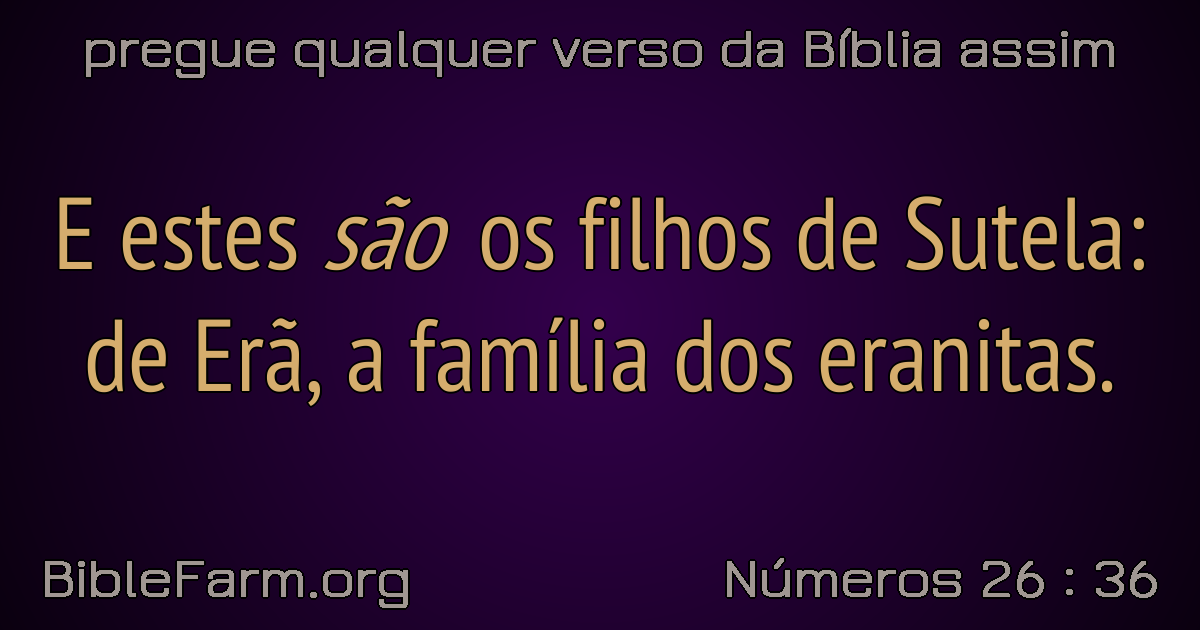 pregue qualquer verso da Bíblia assim
E estes são os filhos de Sutela:
de Erã, a família dos eranitas.
BibleFarm.org
Números 26 : 36